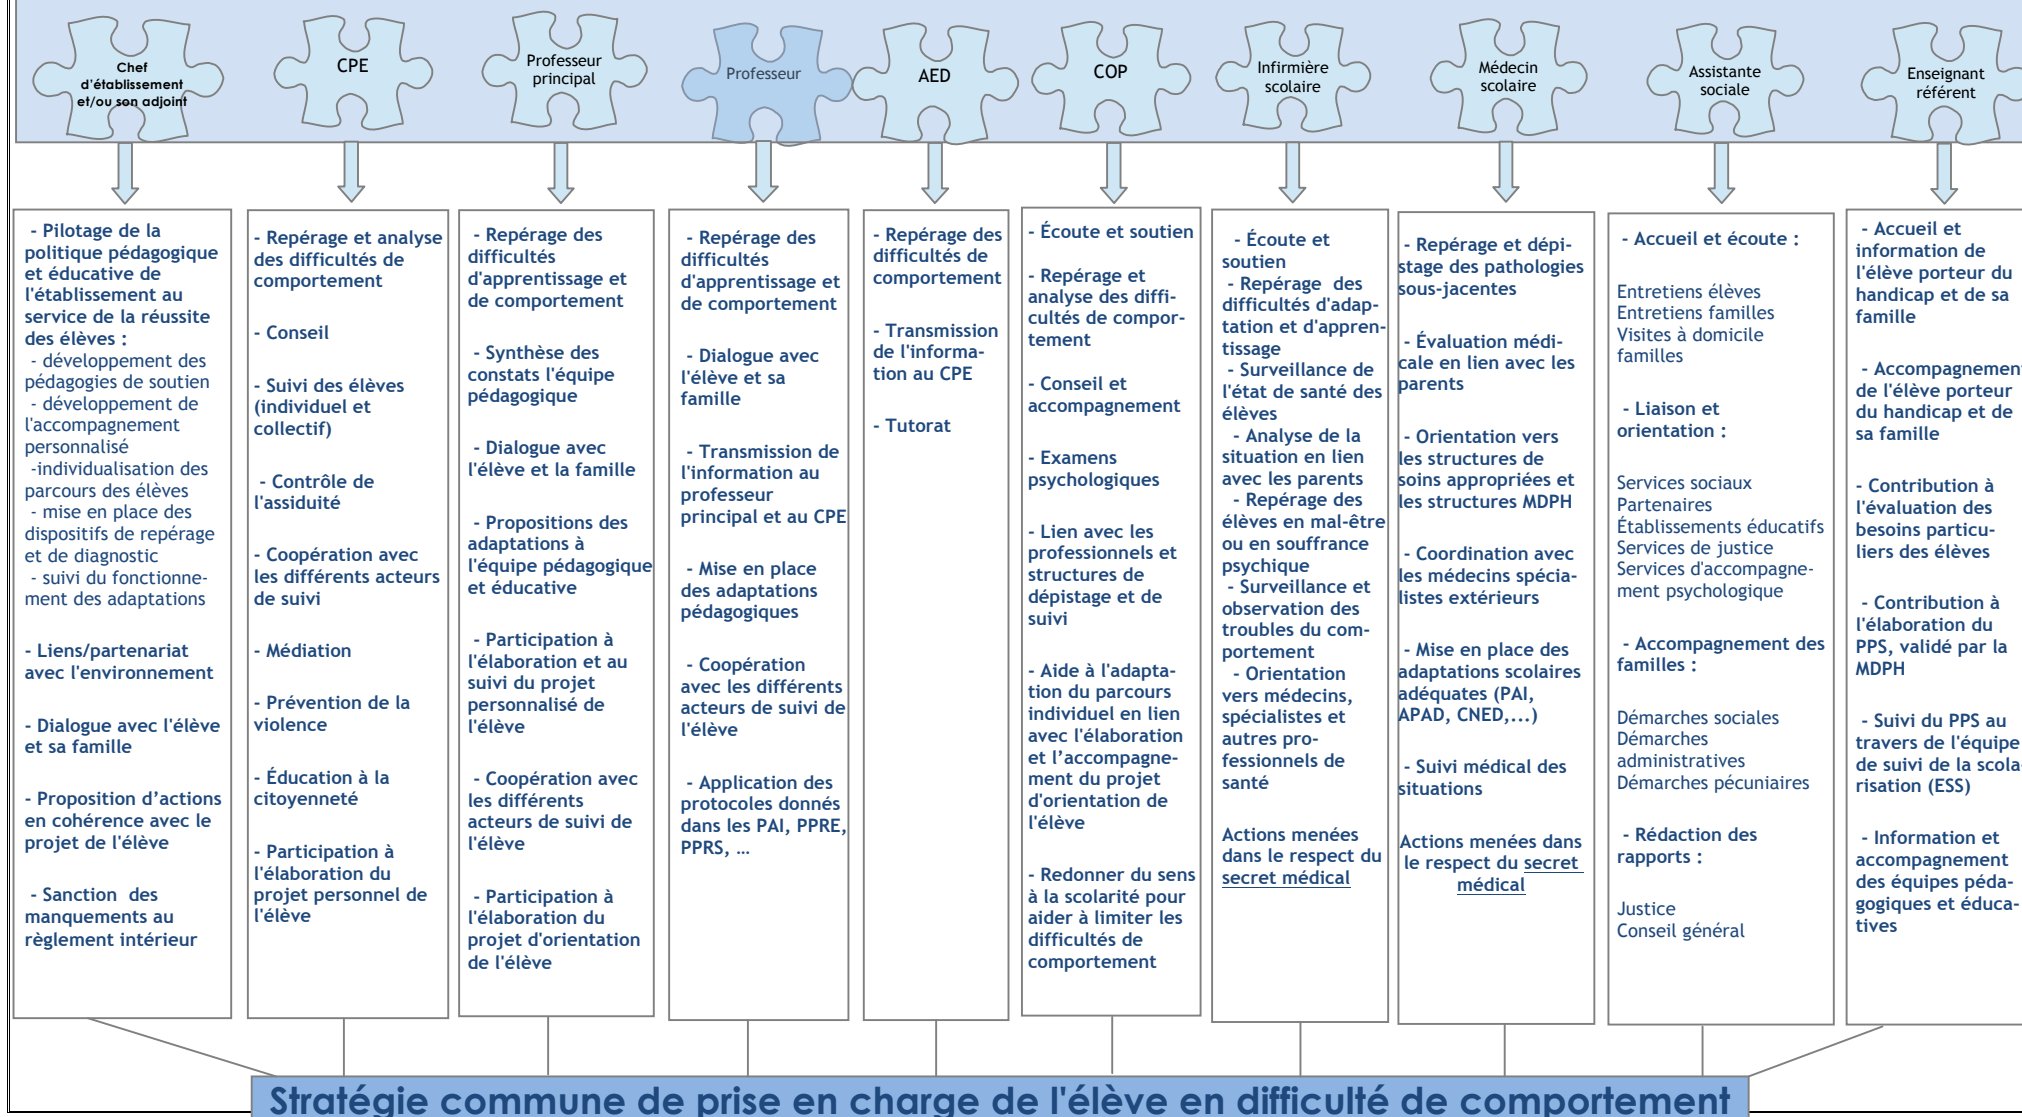 Chef
d'établissement
et/ou son adjoint
CPE
Professeur
principal
Professeur
AED
COP
Infirmière
scolaire
Médecin
scolaire
Assistante
sociale
Enseignant
référent
- Pilotage de la
politique pédagogique
et éducative de
l'établissement au
service de la réussite
des élèves :
- développement des
pédagogies de soutien
- développement de
l'accompagnement
personnalisé
-individualisation des
parcours des élèves
- mise en place des
dispositifs de repérage
et de diagnostic
- suivi du fonctionne-
ment des adaptations
- Liens/partenariat
avec l'environnement
- Dialogue avec l'élève
et sa famille
- Proposition d’actions
en cohérence avec le
projet de l'élève
- Sanction des
manquements au
règlement intérieur
- Repérage et analyse
des difficultés de
comportement
- Conseil
- Suivi des élèves
(individuel et
collectif)
- Contrôle de
l'assiduité
- Coopération avec
les différents acteurs
de suivi
- Médiation
- Prévention de la
violence
- Éducation à la
citoyenneté
- Participation à
l'élaboration du
projet personnel de
l'élève
- Repérage des
difficultés
d'apprentissage et
de comportement
- Synthèse des
constats l'équipe
pédagogique
- Dialogue avec
l'élève et la famille
- Propositions des
adaptations à
l'équipe pédagogique
et éducative
- Participation à
l'élaboration et au
suivi du projet
personnalisé de
l'élève
- Coopération avec
les différents
acteurs de suivi de
l'élève
- Participation à
l'élaboration du
projet d'orientation
de l'élève
- Repérage des
difficultés
d'apprentissage et
de comportement
- Dialogue avec
l'élève et sa
famille
- Transmission de
l'information au
professeur
principal et au CPE
- Mise en place
des adaptations
pédagogiques
- Coopération
avec les différents
acteurs de suivi de
l'élève
- Application des
protocoles donnés
dans les PAI, PPRE,
PPRS, …
- Repérage des
difficultés de
comportement
- Transmission
de l'informa-
tion au CPE
- Tutorat
- Écoute et soutien
- Repérage et
analyse des diffi-
cultés de compor-
tement
- Conseil et
accompagnement
- Examens
psychologiques
- Lien avec les
professionnels et
structures de
dépistage et de
suivi
- Aide à l'adapta-
tion du parcours
individuel en lien
avec l'élaboration
et l’accompagne-
ment du projet
d'orientation de
l'élève
- Redonner du sens
à la scolarité pour
aider à limiter les
difficultés de
comportement
- Écoute et
soutien
- Repérage des
difficultés d'adap-
tation et d'appren-
tissage
- Surveillance de
l'état de santé des
élèves
- Analyse de la
situation en lien
avec les parents
- Repérage des
élèves en mal-être
ou en souffrance
psychique
- Surveillance et
observation des
troubles du com-
portement
- Orientation
vers médecins,
spécialistes et
autres pro-
fessionnels de
santé
Actions menées
dans le respect du
secret médical
- Repérage et dépi-
stage des pathologies
sous-jacentes
- Évaluation médi-
cale en lien avec les
parents
- Orientation vers
les structures de
soins appropriées et
les structures MDPH
- Coordination avec
les médecins spécia-
listes extérieurs
- Mise en place des
adaptations scolaires
adéquates (PAI,
APAD, CNED,...)
- Suivi médical des
situations
Actions menées dans
le respect du secret
médical
- Accueil et écoute :
Entretiens élèves
Entretiens familles
Visites à domicile
familles
- Liaison et
orientation :
Services sociaux
Partenaires
Établissements éducatifs
Services de justice
Services d'accompagne-
ment psychologique
- Accompagnement des
familles :
Démarches sociales
Démarches
administratives
Démarches pécuniaires
- Rédaction des
rapports :
Justice
Conseil général
- Accueil et
information de
l'élève porteur du
handicap et de sa
famille
- Accompagnement
de l'élève porteur
du handicap et de
sa famille
- Contribution à
l'évaluation des
besoins particu-
liers des élèves
- Contribution à
l'élaboration du
PPS, validé par la
MDPH
- Suivi du PPS au
travers de l'équipe
de suivi de la scola-
risation (ESS)
- Information et
accompagnement
des équipes péda-
gogiques et éduca-
tives
Stratégie commune de prise en charge de l'élève en difficulté de comportement